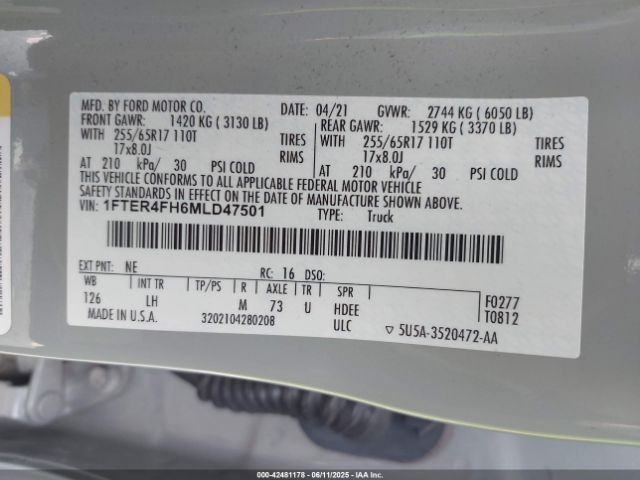 MFD. BY FORD MOTOR CO.
DATE: 04/21 GVWR: 2744 KG ( 6050 LB)
FRONT GAWR: 1420 KG ( 3130 LB) REAR GAWR: 1529 KG ( 3370 LB)
WITH 255/65R17 110T TIRES WITH 255/65R17 110T TIRES
17x8.0J RIMS 17x8.0J RIMS
AT 210 kPa/ 30 PSI COLD AT 210 kPa/ 30 PSI COLD
THIS VEHICLE CONFORMS TO ALL APPLICABLE FEDERAL MOTOR VEHICLE
SAFETY STANDARDS IN EFFECT ON THE DATE OF MANUFACTURE SHOWN ABOVE.
VIN: 1FTER4FH6MLD47501 TYPE: Truck
EXT PNT: NE RC: 16 DSO:
WB INT TR TP/PS R AXLE TR SPR
126 LH M 73 U HDEE F0277
ULC T0812
MADE IN U.S.A. 3202104280208 5U5A-3520472-AA
000-42481178 - 06/11/2025 - IAAI.com